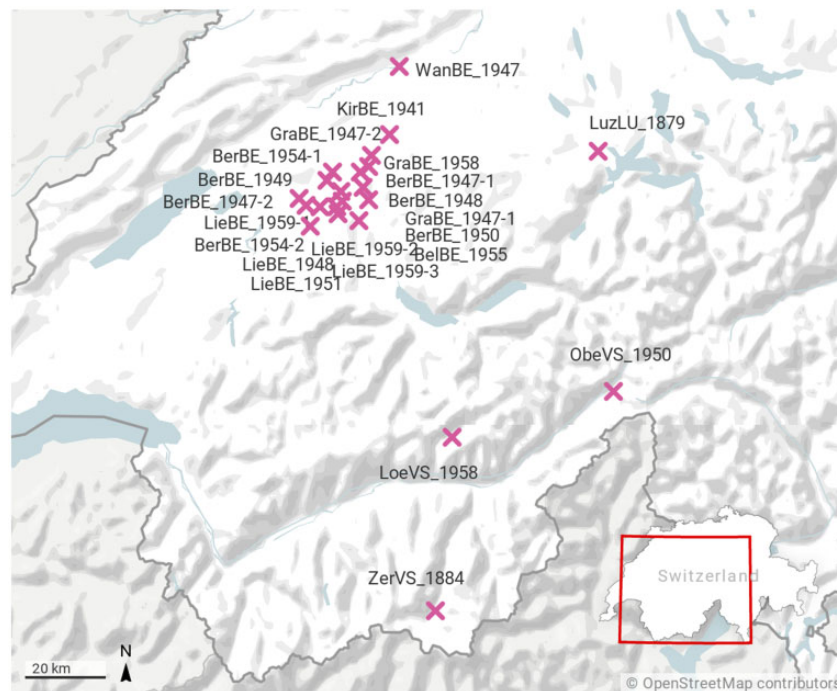 WanBE_1947
KirBE_1941
LuzLU_1879
GraBE_1947-2
BerBE_1954-1
GraBE_1958
BerBE_1949
BerBE_1947-1
BerBE_1947-2
BerBE_1948
LieBE_1959-1
GraBE_1947-1
BerBE_1954-2
BerBE_1950
LieBE_1959-2
BelBE_1955
LieBE_1948
LieBE_1959-3
LieBE_1951
ObeVS_1950
LoeVS_1958
ZerVS_1884
Switzerland
20 km
N
© OpenStreetMap contributors